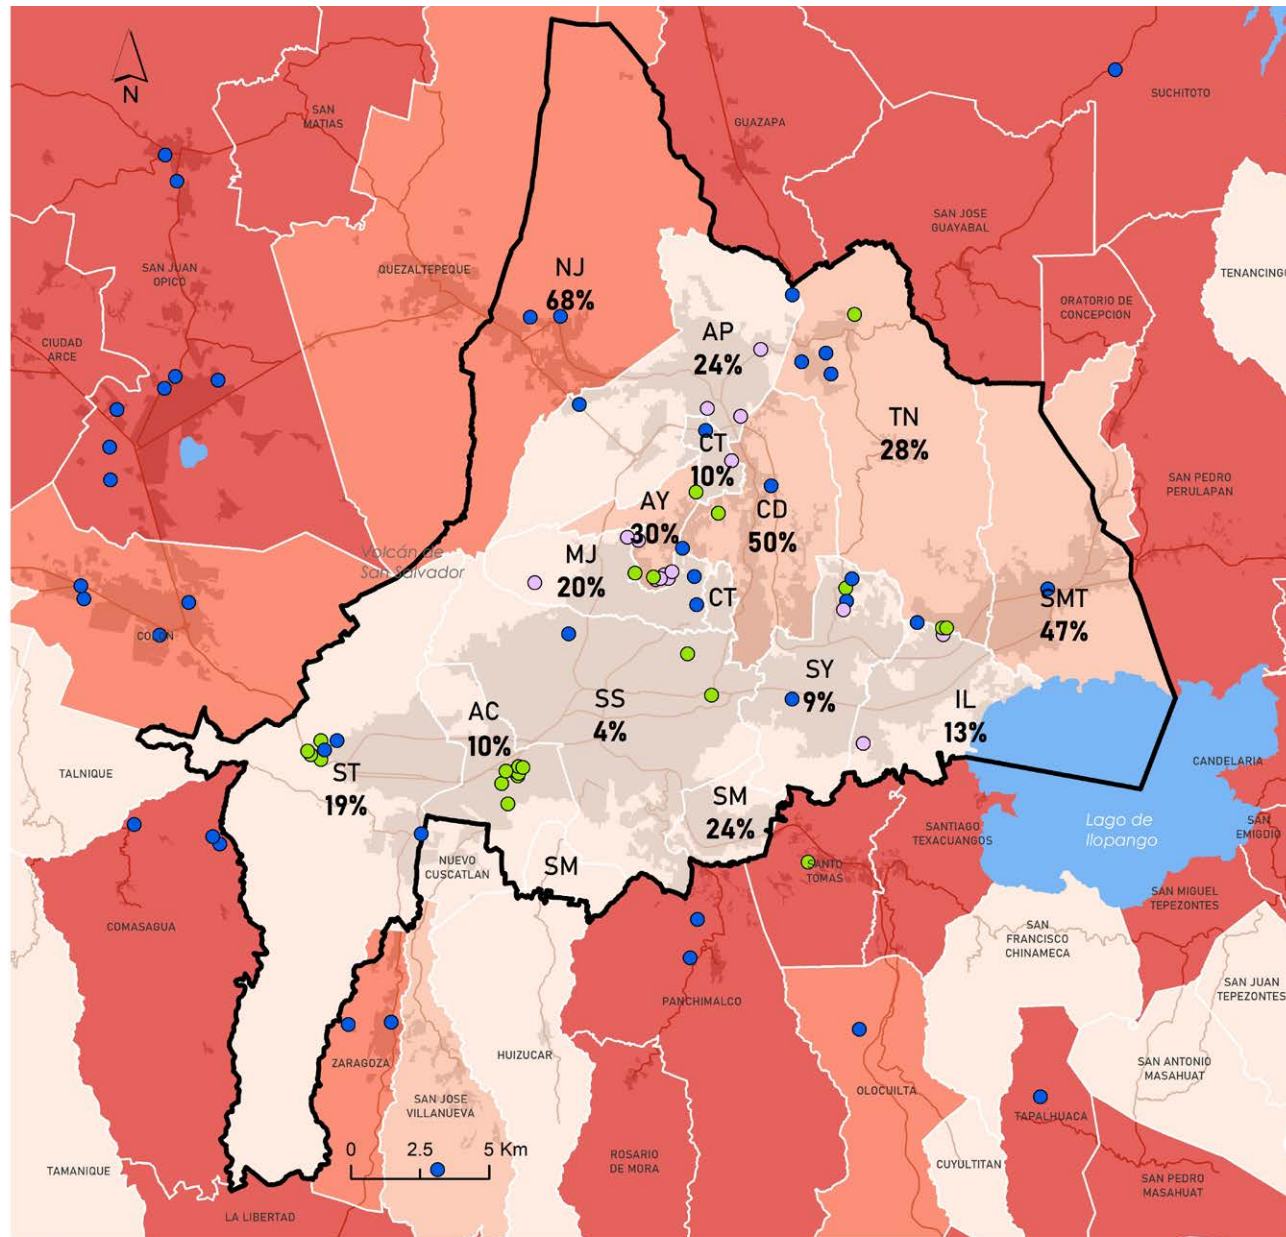 N
SAN
MATIAS
GUAZAPA
SUCHITOTO
SAN JOSE
GUAYABAL
TENANCINGO
SAN JUAN
OPICO
QUEZALTEPEQUE
NJ
68%
ORATORIO DE
CONCEPCION
CIUDAD
ARCE
AP
24%
TN
28%
CT
10%
SAN PEDRO
PERULAPAN
AY
30%
CD
50%
Volcán de
San Salvador
MJ
20%
CT
SMT
47%
COLON
SY
9%
SS
4%
IL
13%
AC
10%
TALNIQUE
ST
19%
CANDELARIA
SM
24%
SANTIAGO
TEXACUANGOS
Lago de
Ilopango
SAN
EMIGDIO
NUEVO
CUSCATLAN
SM
SANTO
TOMAS
SAN MIGUEL
TEPEZONTES
COMASAGUA
SAN
FRANCISCO
CHINAMECA
SAN JUAN
TEPEZONTES
PANCHIMALCO
HUIZUCAR
ZARAGOZA
SAN ANTONIO
MASAHUAT
OLOCUILTA
SAN JOSE
VILLANUEVA
TAPALHUACA
0 2.5 5 Km
ROSARIO
DE MORA
TAMANIQUE
CUYULTITAN
SAN PEDRO
MASAHUAT
LA LIBERTAD